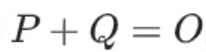 P + Q = O